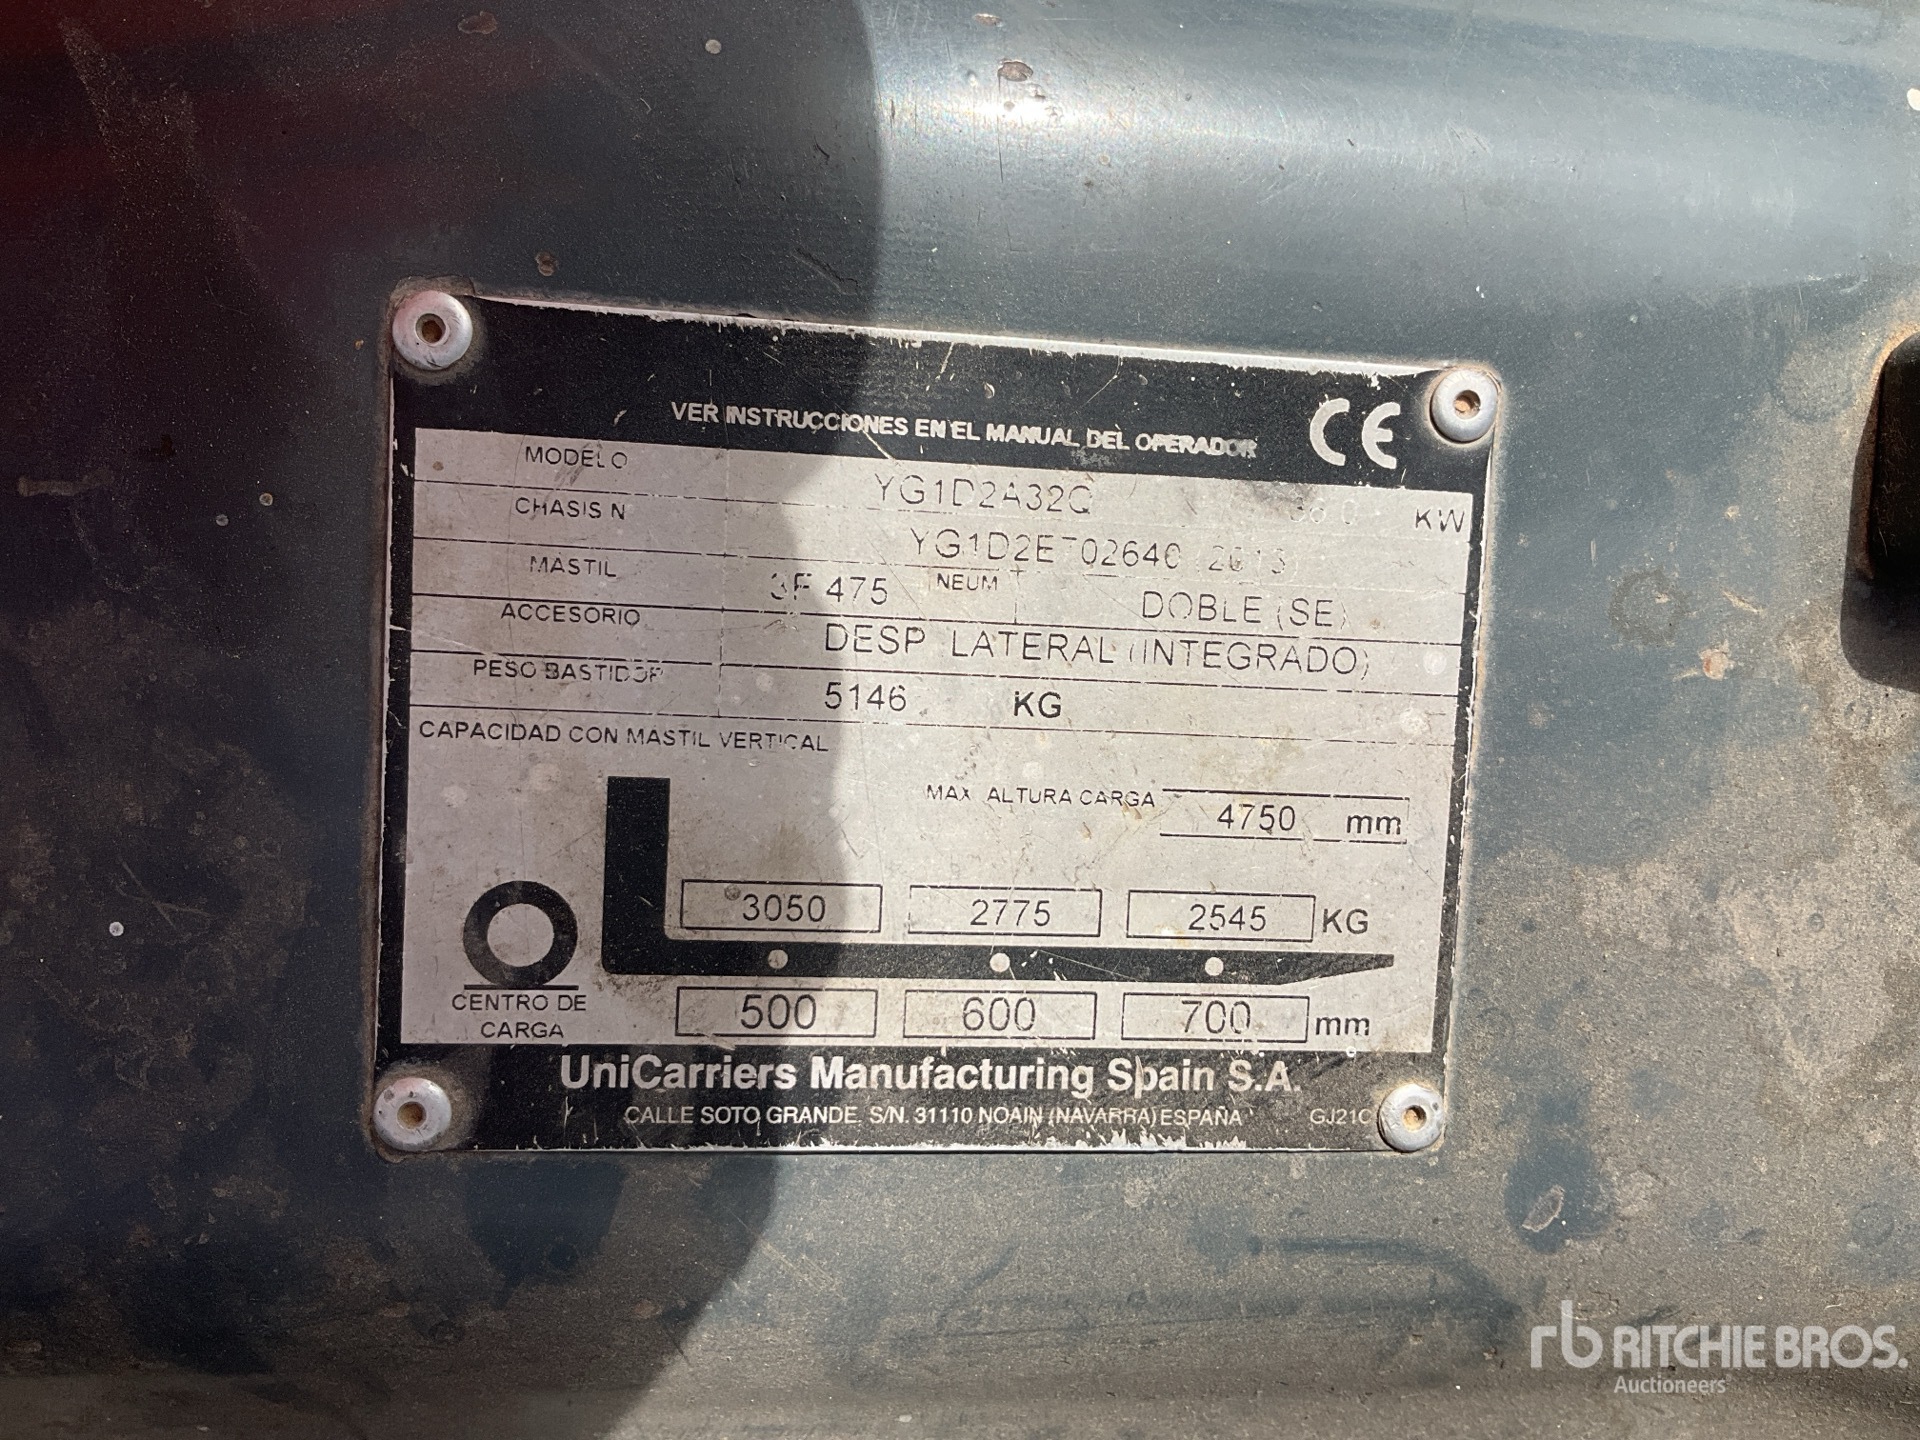 VER INSTRUCCIONES EN EL MANUAL DEL OPERADOR CE
MODELO YG1D2A32Q KW
CHASIS N YG1D2E 02640
MASTIL 3F 475 NEUM DOBLE (SE)
ACCESORIO DESP LATERAL (INTEGRADO)
PESO BASTIDOR 5146 KG
CAPACIDAD CON MASTIL VERTICAL
MAX ALTURA CARGA 4750 mm
3050 2775 2545 KG
CENTRO DE CARGA 500 600 700 mm
UniCarriers Manufacturing Spain S.A.
CALLE SOTO GRANDE. S/N. 31110 NOAIN (NAVARRA) ESPAÑA GJ21C
rb RITCHIE BROS.
Auctioneers